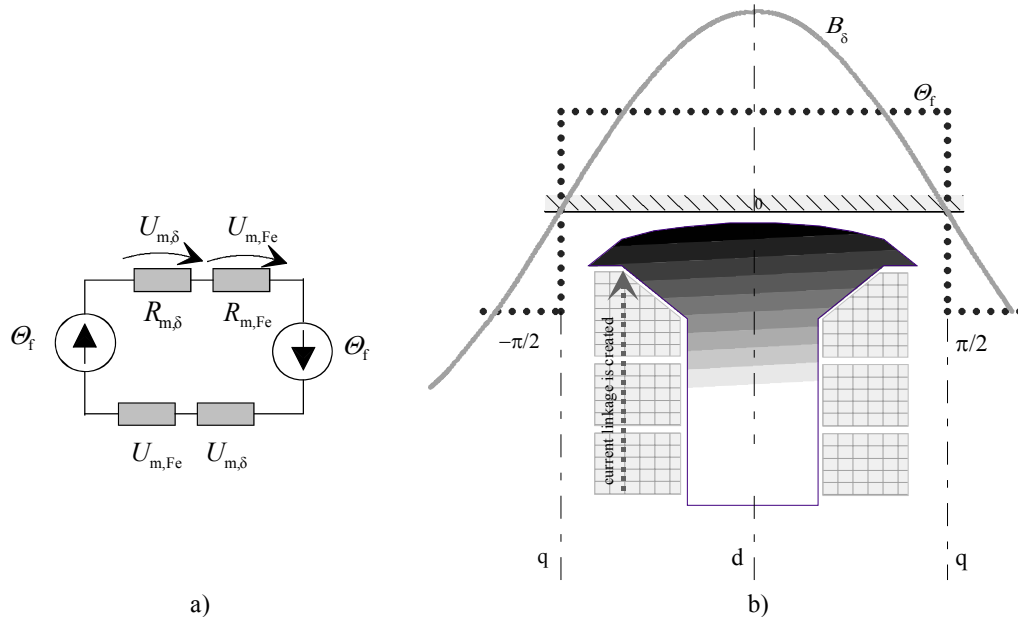 U_m,δ U_m,Fe
R_m,δ R_m,Fe
Θ_f Θ_f
U_m,Fe U_m,δ
a)
B_δ
Θ_f
0
−π/2 π/2
current linkage is created
q d q
b)